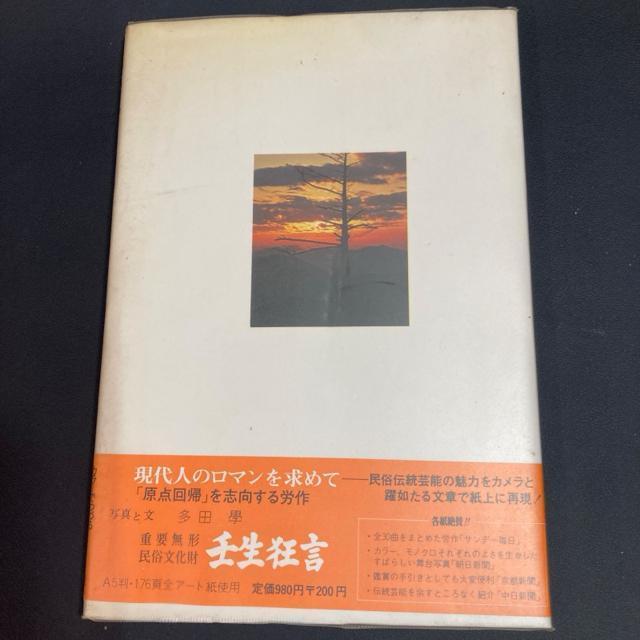 現代人のロマンを求めて――民俗伝統芸能の魅力をカメラと
「原点回帰」を志向する労作 躍如たる文章で紙上に再現!
写真と文 多田 學
重要無形
民俗文化財 壬生狂言
A5判・176頁全アート紙使用 定価980円〒200円
各紙絶賛!!
・全30曲をまとめた労作「サンデー毎日」
・カラー、モノクロそれぞれのよさを生かした
すばらしい舞台写真「朝日新聞」
・鑑賞の手引きとしても大変便利「京都新聞」
・伝統芸能を余すところなく紹介「中日新聞」